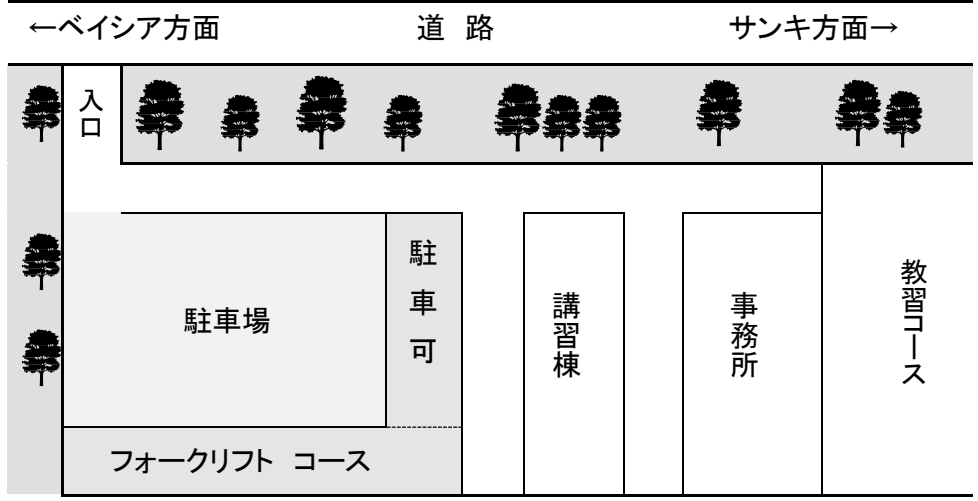 ←ベイシア方面
道 路
サンキ方面→
入口
駐車場
駐車可
講習棟
事務所
教習コース
フォークリフト コース